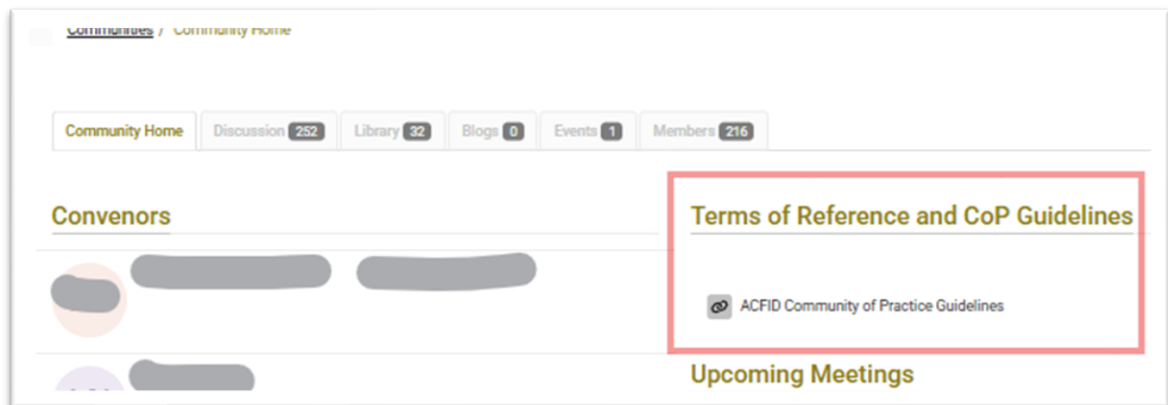 Communities / Community Home
Community Home Discussion 252 Library 32 Blogs 0 Events 1 Members 216
Convenors
Terms of Reference and CoP Guidelines
ACFID Community of Practice Guidelines
Upcoming Meetings